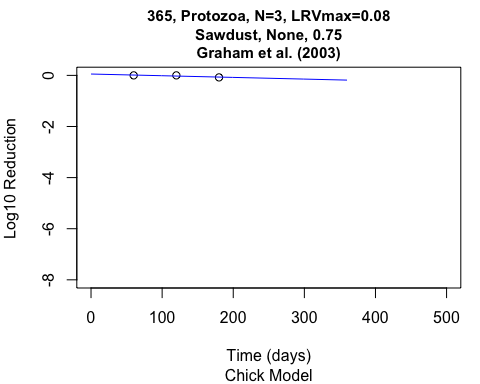 365, Protozoa, N=3, LRVmax=0.08
Sawdust, None, 0.75
Graham et al. (2003)
0
-2
-4
-6
-8
Log10 Reduction
0 100 200 300 400 500
Time (days)
Chick Model